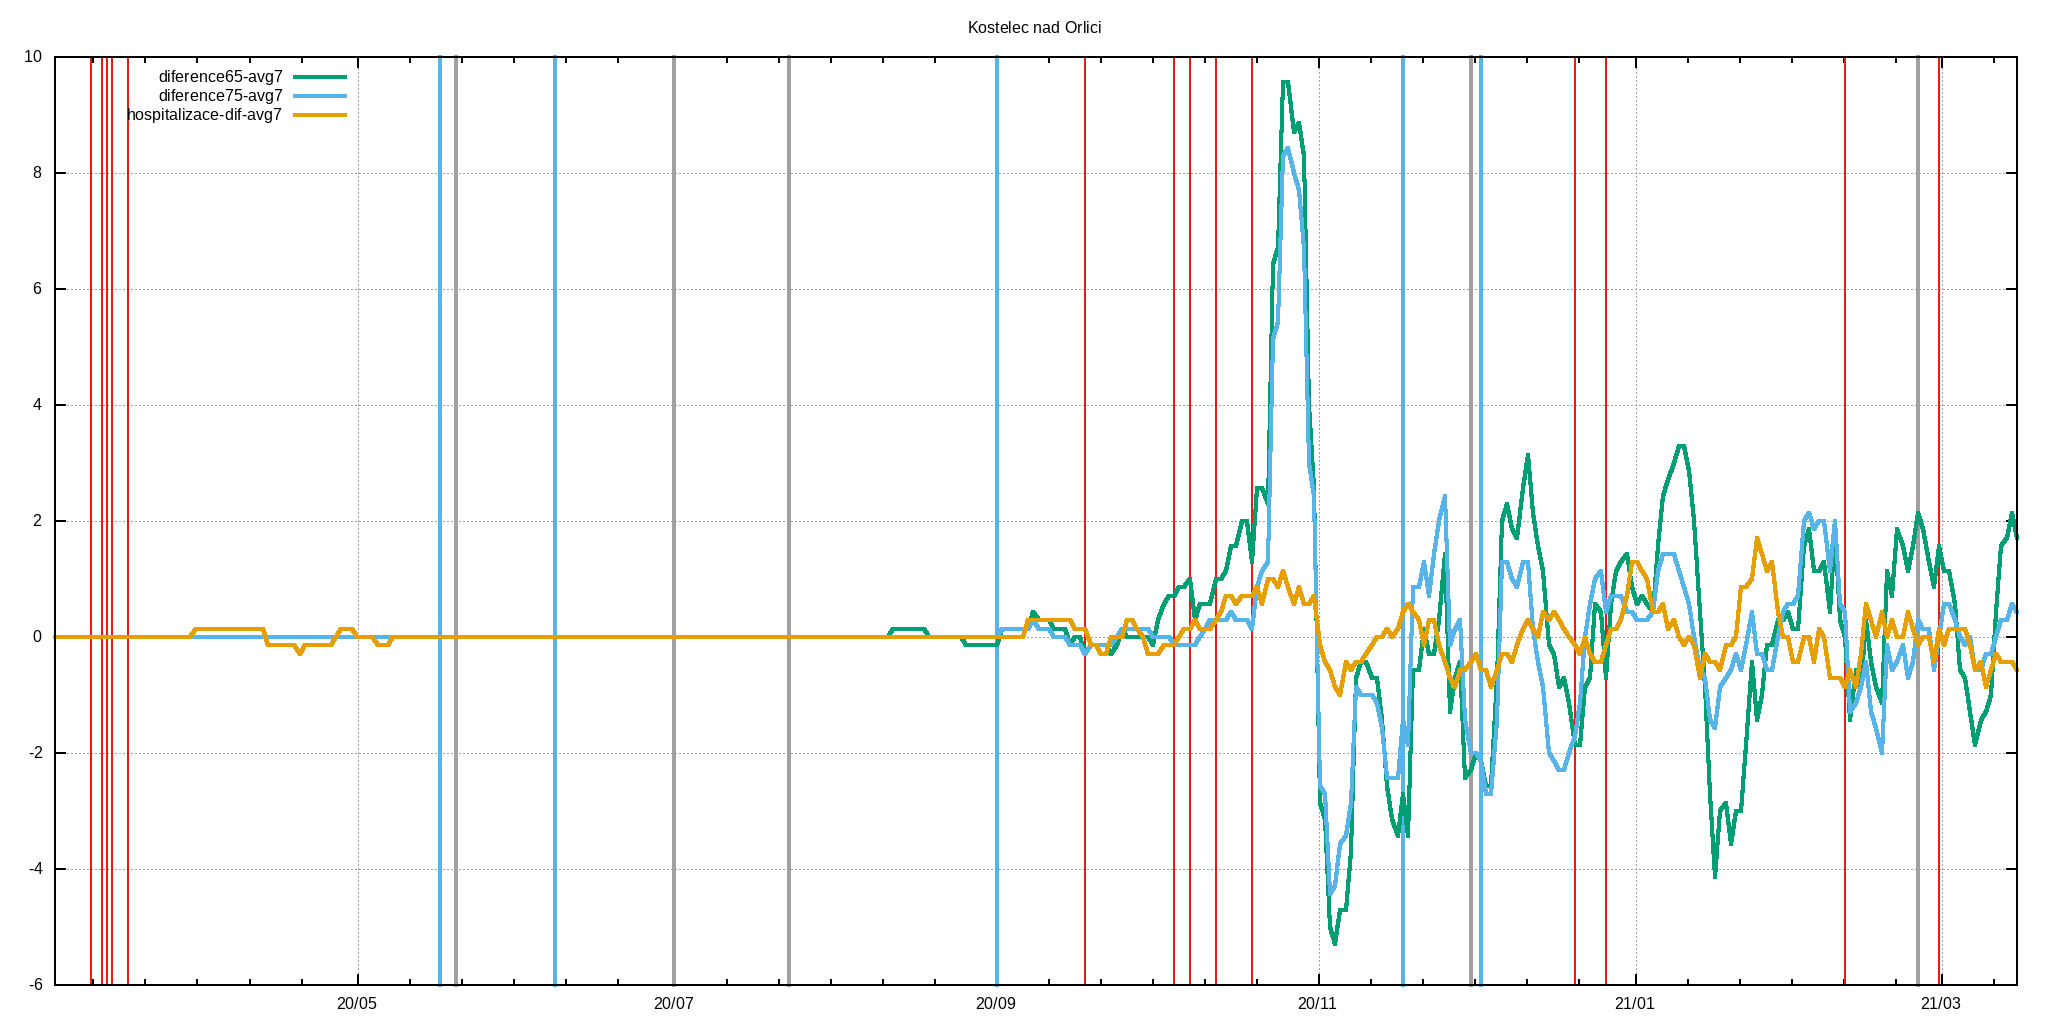 Kostelec nad Orlici
diference65-avg7
diference75-avg7
hospitalizace-dif-avg7
10
8
6
4
2
0
-2
-4
-6
20/05 20/07 20/09 20/11 21/01 21/03